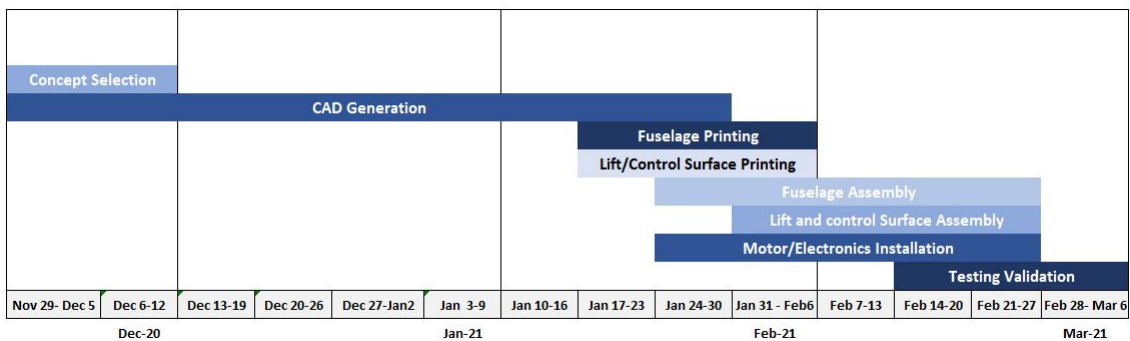 Concept Selection
CAD Generation
Fuselage Printing
Lift/Control Surface Printing
Fuselage Assembly
Lift and control Surface Assembly
Motor/Electronics Installation
Testing Validation
Nov 29- Dec 5 Dec 6-12 Dec 13-19 Dec 20-26 Dec 27-Jan2 Jan 3-9 Jan 10-16 Jan 17-23 Jan 24-30 Jan 31 - Feb6 Feb 7-13 Feb 14-20 Feb 21-27 Feb 28- Mar 6
Dec-20 Jan-21 Feb-21 Mar-21